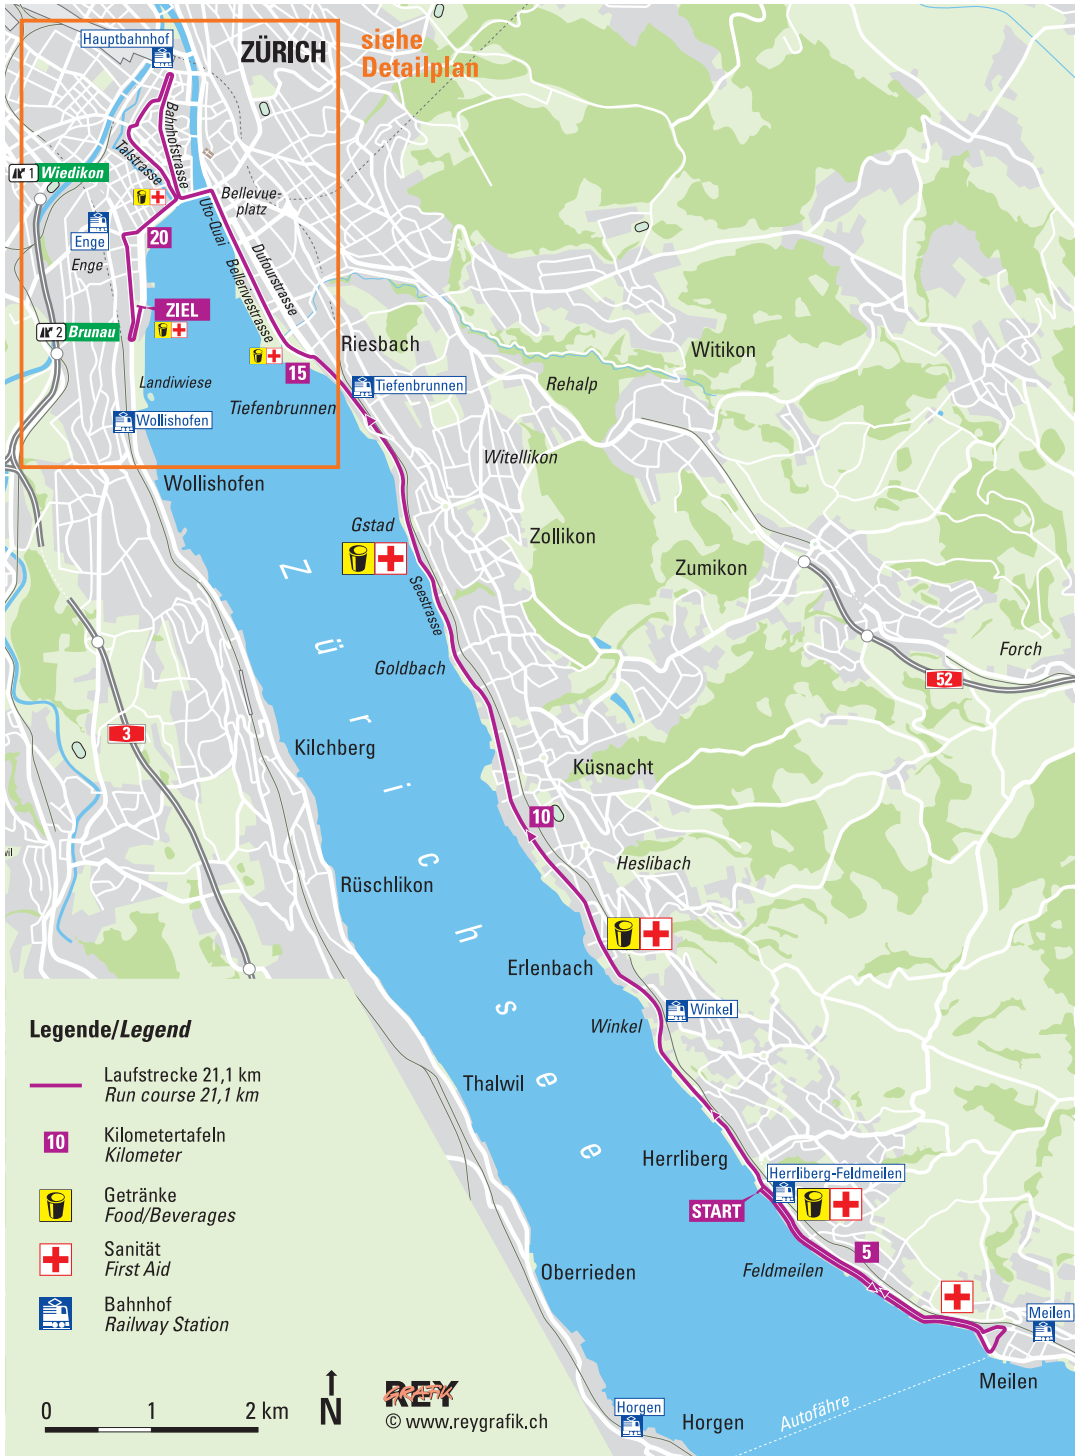 Hauptbahnhof
ZÜRICH
siehe
Detailplan
Bahnhofstrasse
Talstrasse
1 Wiedikon
Bellevue-
platz
Uto-Quai
Enge
20
Enge
Dufourstrasse
Bellerivestrasse
ZIEL
2 Brunau
Riesbach
Witikon
15
Landiwiese
Tiefenbrunnen
Rehalp
Tiefenbrunnen
Wollishofen
Witellikon
Wollishofen
Gstad
Zollikon
Zumikon
Seestrasse
Forch
Goldbach
52
3
Kilchberg
Küsnacht
10
Heslibach
Rüschlikon
Zürichsee
Erlenbach
Winkel
Winkel
Legende/Legend
Laufstrecke 21,1 km
Run course 21,1 km
10 Kilometertafeln
Kilometer
Getränke
Food/Beverages
Sanität
First Aid
Bahnhof
Railway Station
Thalwil
Herrliberg
Herrliberg-Feldmeilen
START
5
Feldmeilen
Oberrieden
Meilen
Meilen
Autofähre
Horgen
Horgen
0 1 2 km
N
REY
GRAFIK
© www.reygrafik.ch